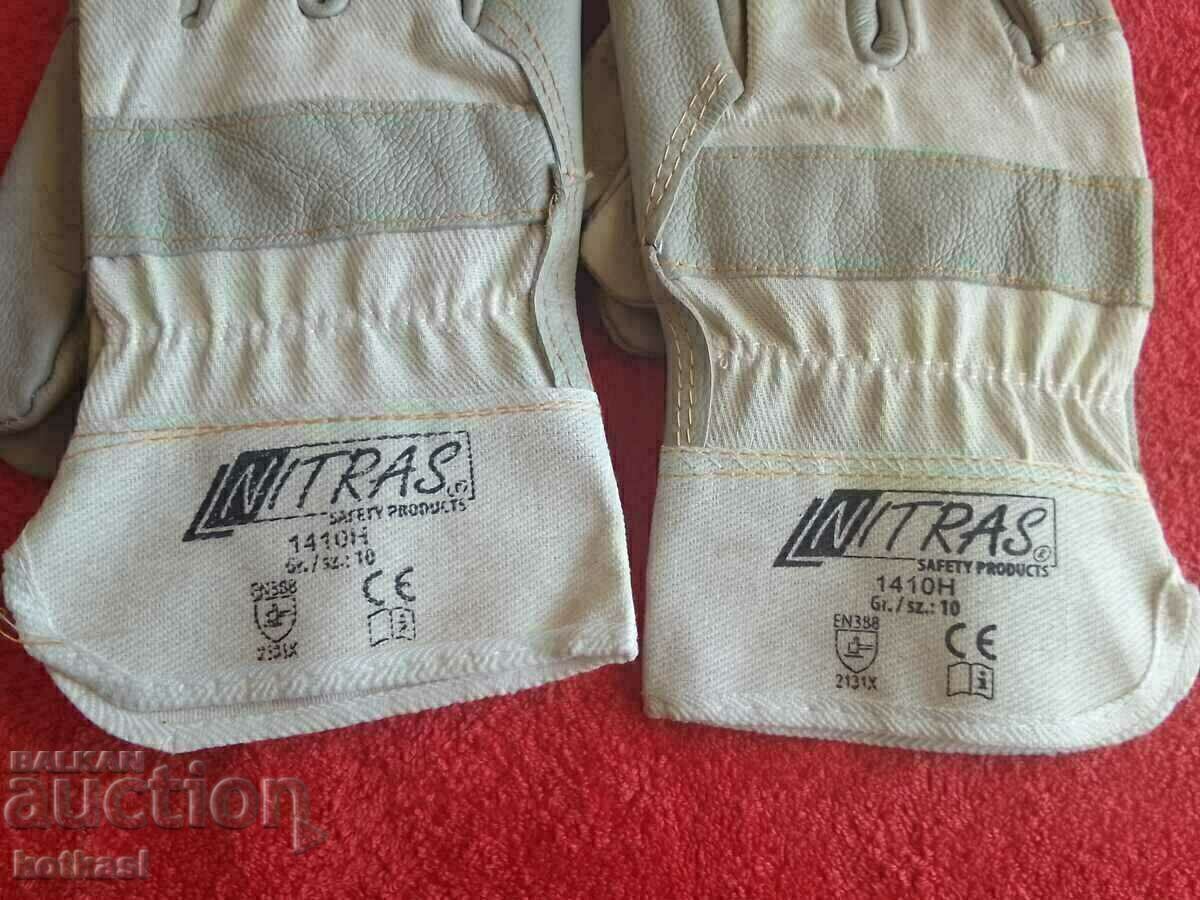 NITRAS®
SAFETY PRODUCTS
1410H
Gr./sz.: 10
EN388
CE
i
2131X
NITRAS®
SAFETY PRODUCTS
1410H
Gr./sz.: 10
EN388
CE
i
2131X
BALKAN
auction
kotkasl